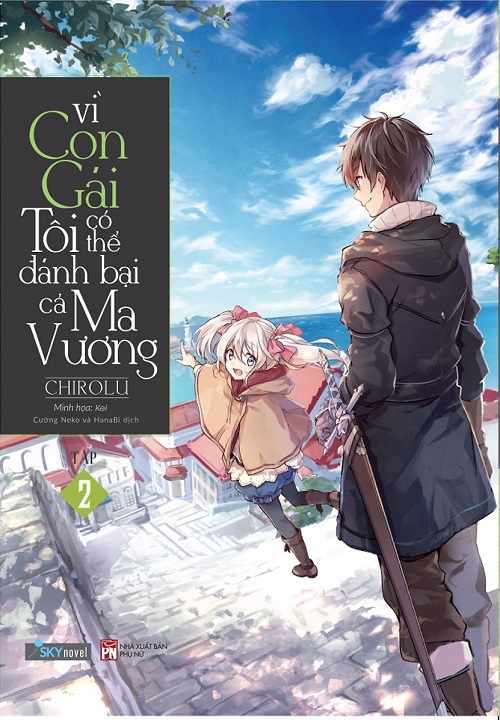 vì
Con
Gái
Tôi có thể
đánh bại
cả Ma
Vương
CHIROLU
Minh họa: Kei
Cường Neko và HanaBi dịch
TẬP
2
SKYnovel
PN
NHÀ XUẤT BẢN
PHỤ NỮ